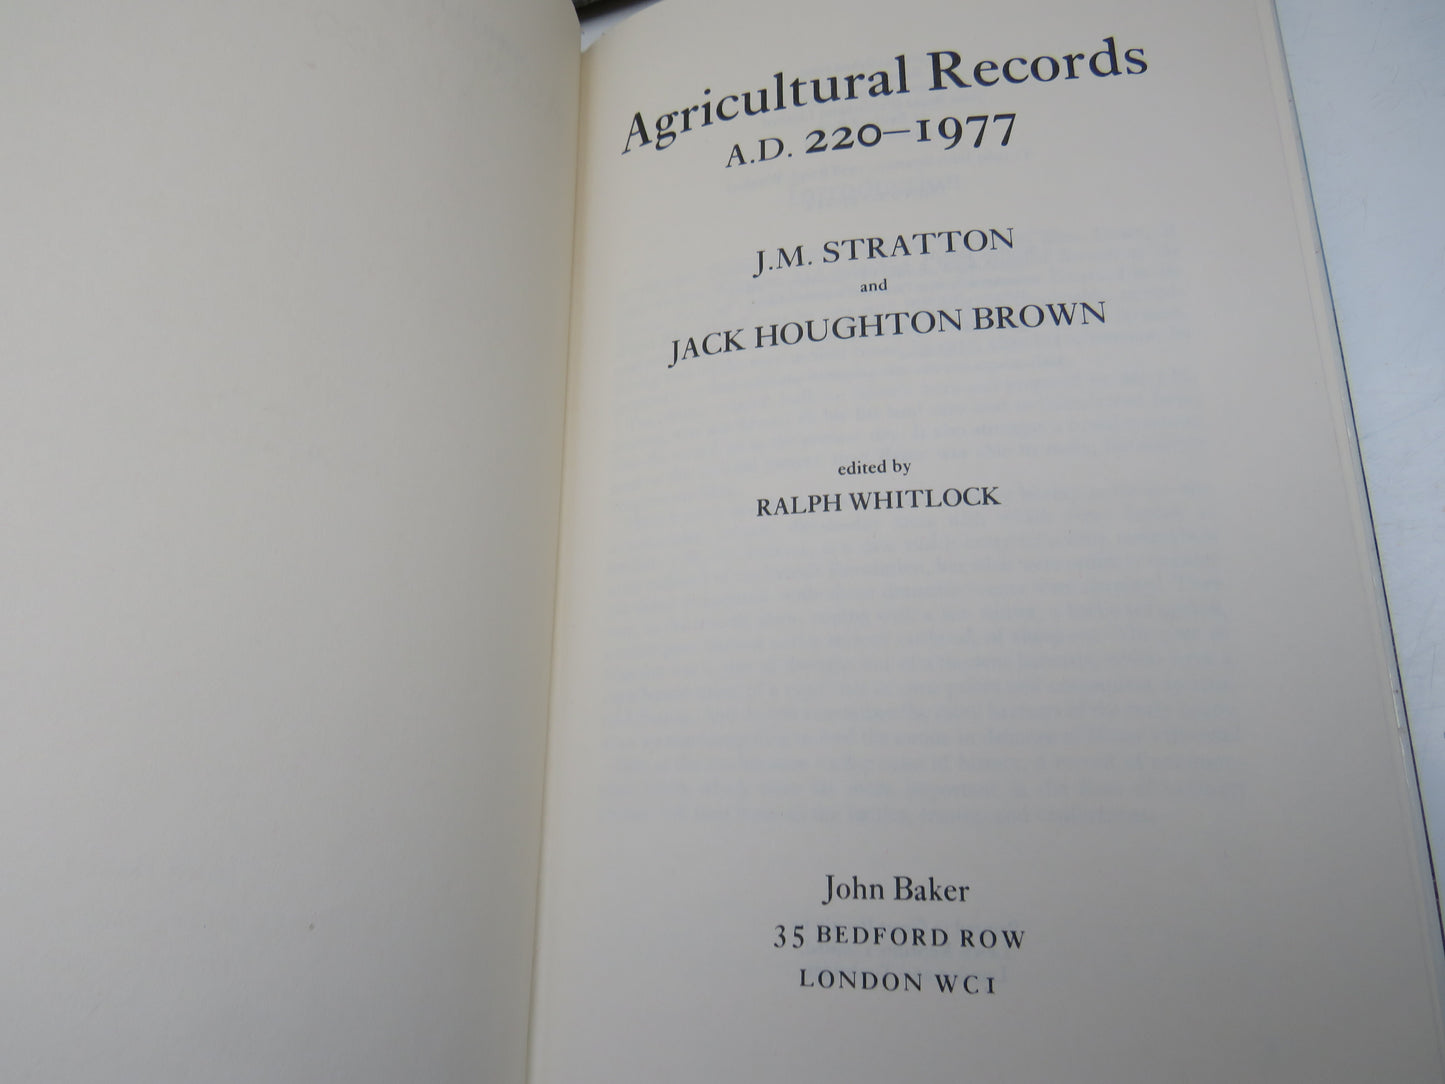 Agricultural Records
A.D. 220–1977
J.M. STRATTON
and
JACK HOUGHTON BROWN
edited by
RALPH WHITLOCK
John Baker
35 BEDFORD ROW
LONDON WC1